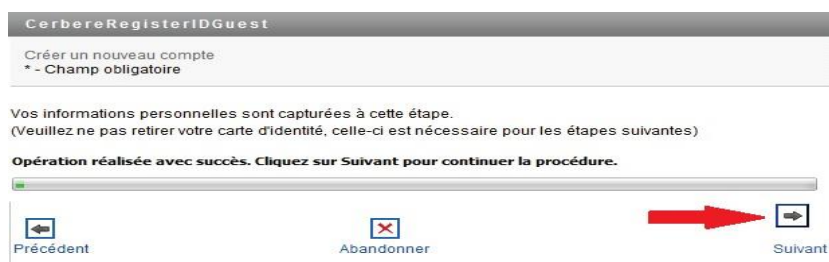 CerbereRegisterIDGuest
Créer un nouveau compte
* - Champ obligatoire
Vos informations personnelles sont capturées à cette étape.
(Veuillez ne pas retirer votre carte d'identité, celle-ci est nécessaire pour les étapes suivantes)
Opération réalisée avec succès. Cliquez sur Suivant pour continuer la procédure.
Précédent Abandonner Suivant